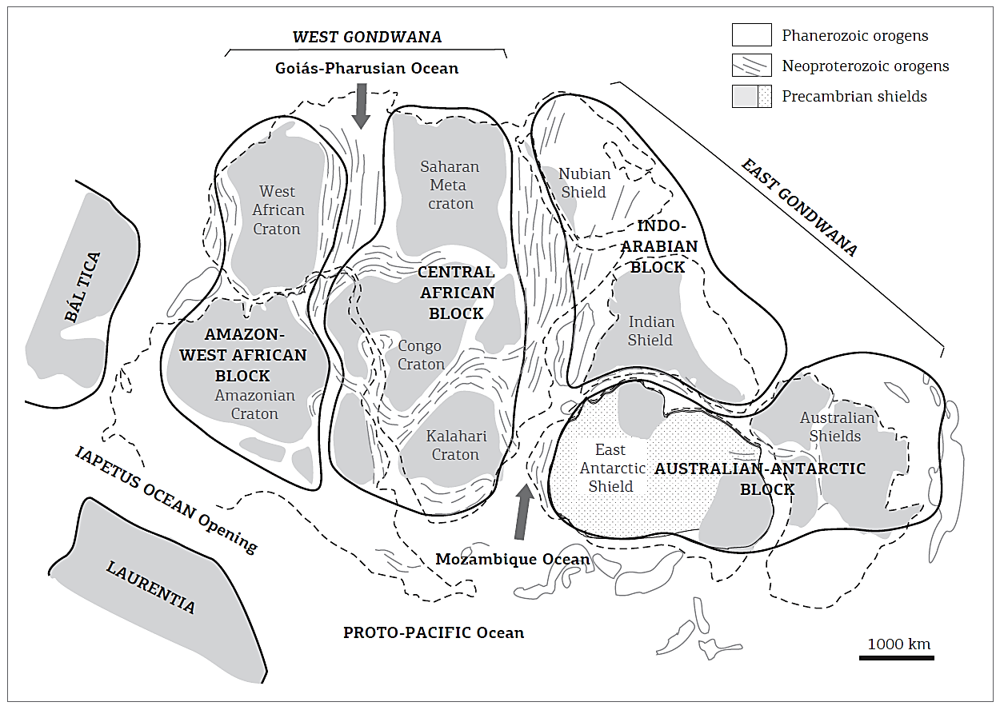 WEST GONDWANA
Goiás-Pharusian Ocean
Phanerozoic orogens
Neoproterozoic orogens
Precambrian shields
EAST GONDWANA
West
African
Craton
Saharan
Meta
craton
Nubian
Shield
INDO-
ARABIAN
BLOCK
BÁL TICA
CENTRAL
AFRICAN
BLOCK
AMAZON-
WEST AFRICAN
BLOCK
Amazonian
Craton
Congo
Craton
Indian
Shield
Kalahari
Craton
East
Antarctic
Shield
Australian
Shields
AUSTRALIAN-ANTARCTIC
BLOCK
IAPETUS OCEAN Opening
LAURENTIA
Mozambique Ocean
PROTO-PACIFIC Ocean
1000 km